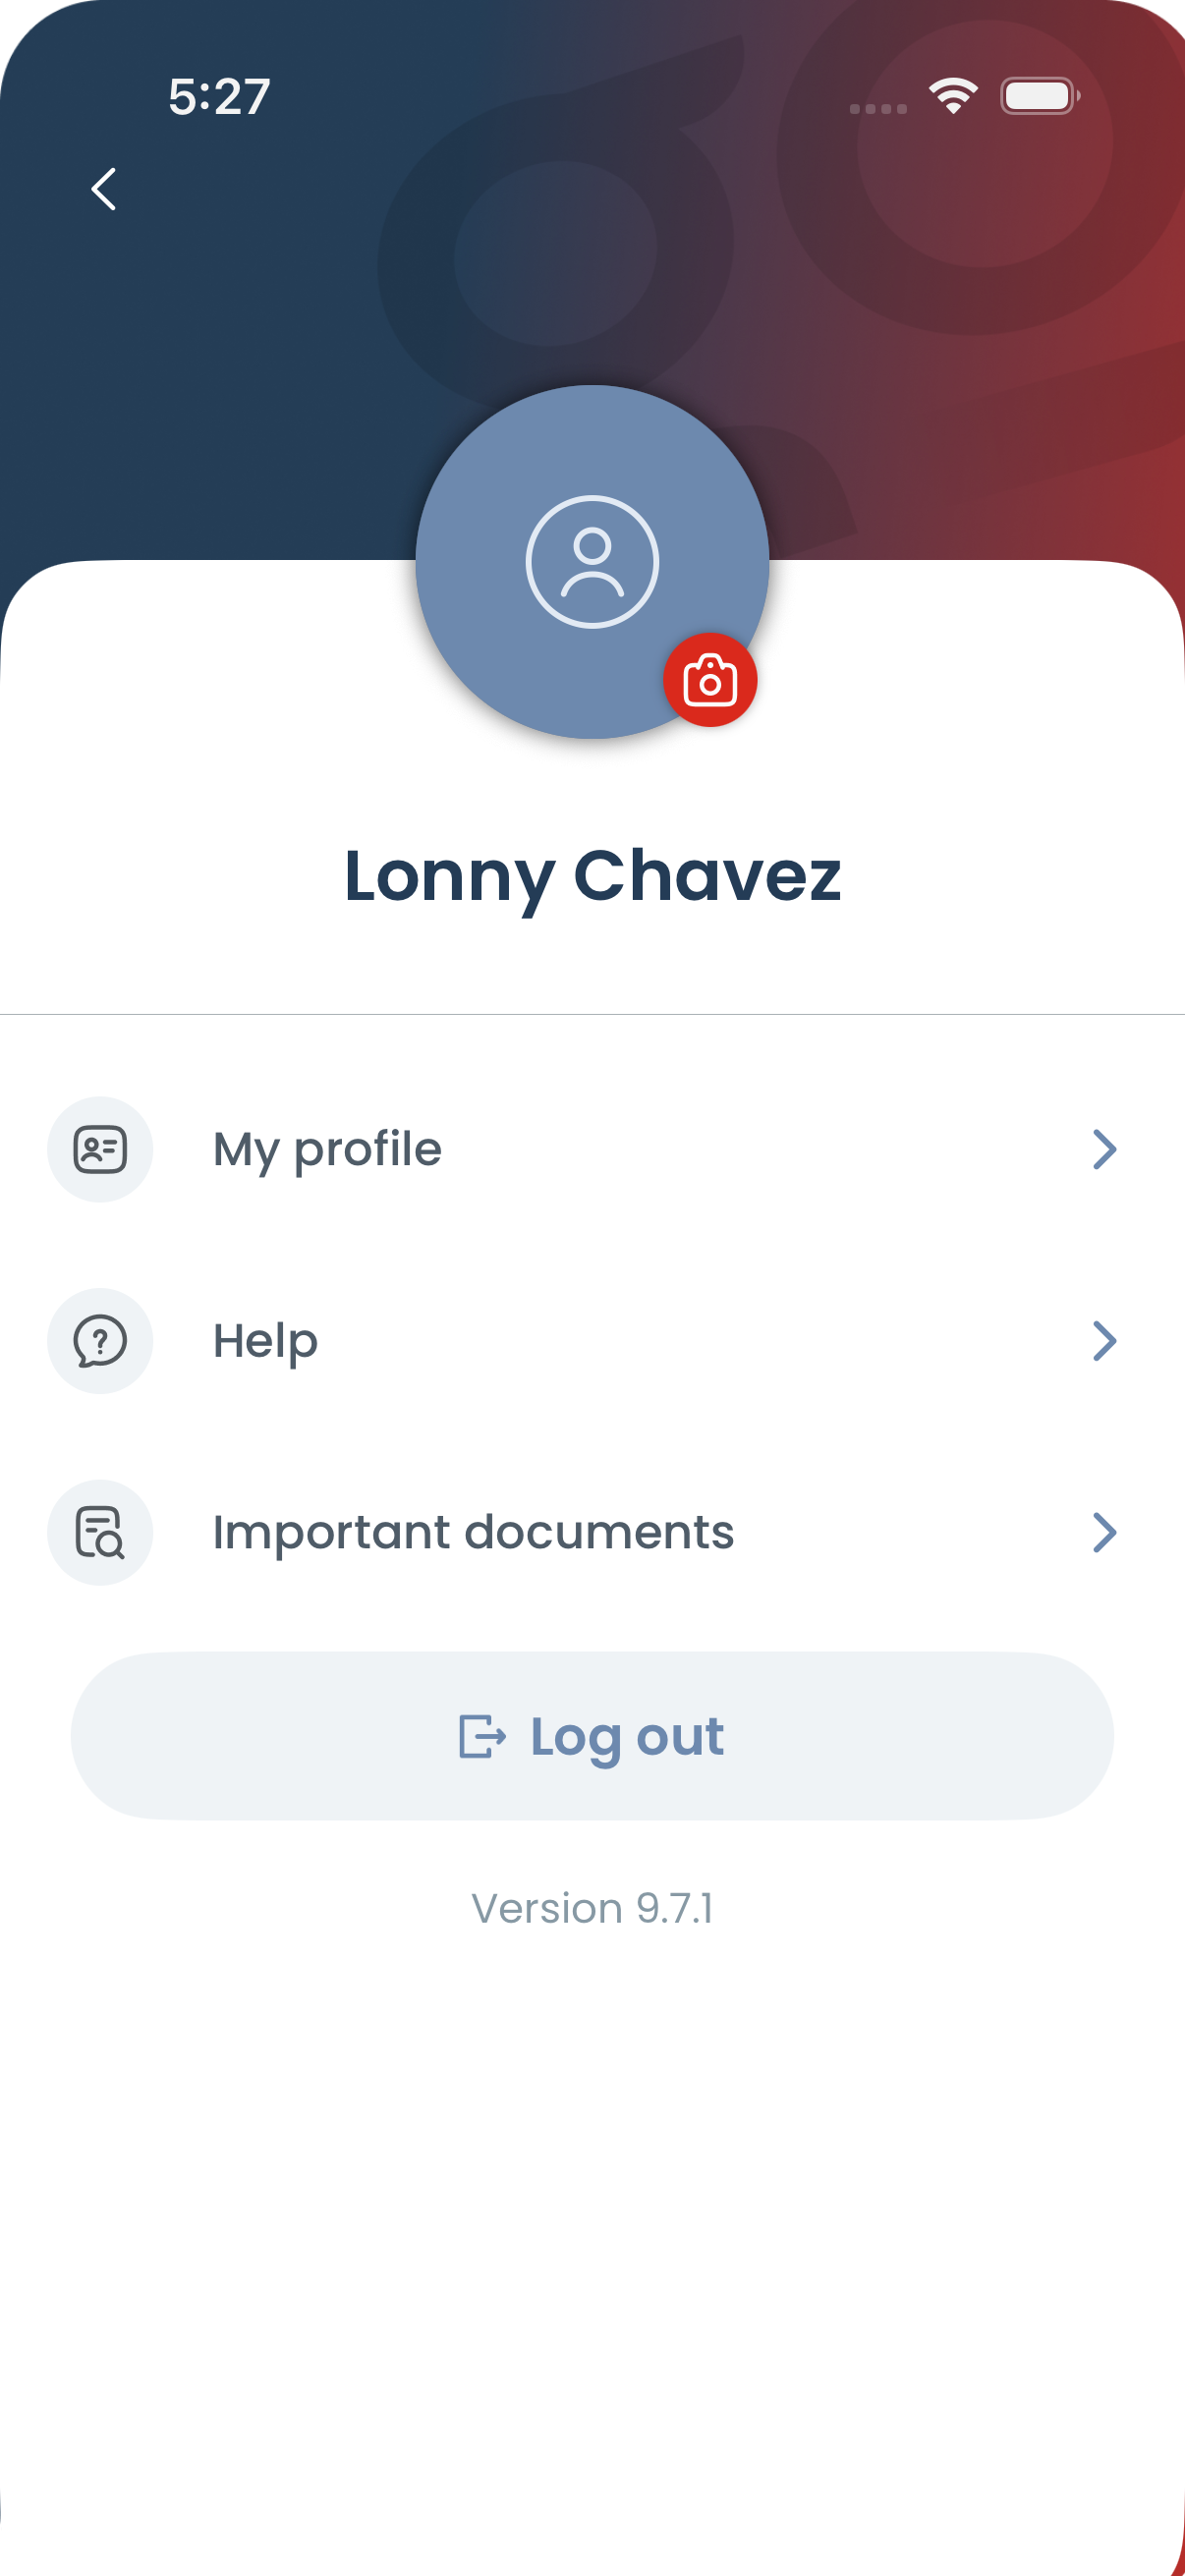 5:27
Lonny Chavez
My profile
Help
Important documents
Log out
Version 9.7.1